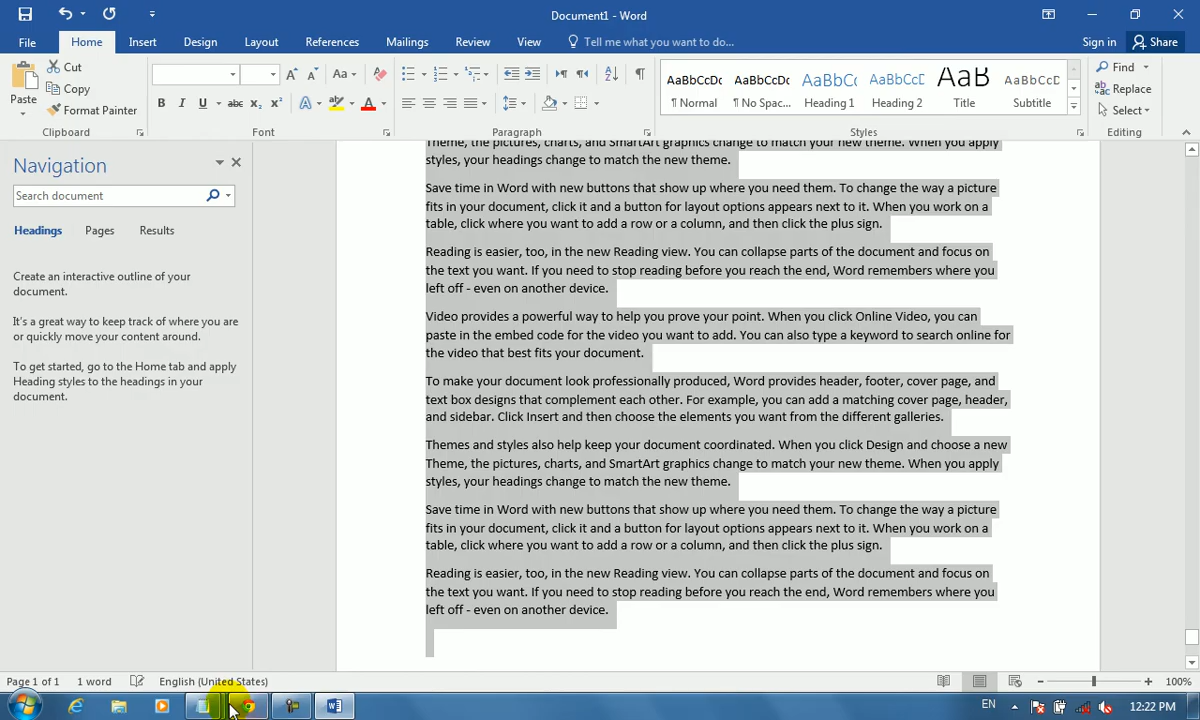 Document1 - Word
File Home Insert Design Layout References Mailings Review View Tell me what you want to do... Sign in Share
Paste Cut Copy Format Painter
Clipboard Font Paragraph Styles Editing
AaBbCcDc AaBbCcDc AaBbCc AaBbCcD AaB AaBbCcD
¶ Normal ¶ No Spac... Heading 1 Heading 2 Title Subtitle
Find Replace Select
Navigation
Search document
Headings Pages Results
Create an interactive outline of your
document.
It's a great way to keep track of where you are
or quickly move your content around.
To get started, go to the Home tab and apply
Heading styles to the headings in your
document.
Theme, the pictures, charts, and SmartArt graphics change to match your new theme. When you apply
styles, your headings change to match the new theme.
Save time in Word with new buttons that show up where you need them. To change the way a picture
fits in your document, click it and a button for layout options appears next to it. When you work on a
table, click where you want to add a row or a column, and then click the plus sign.
Reading is easier, too, in the new Reading view. You can collapse parts of the document and focus on
the text you want. If you need to stop reading before you reach the end, Word remembers where you
left off - even on another device.
Video provides a powerful way to help you prove your point. When you click Online Video, you can
paste in the embed code for the video you want to add. You can also type a keyword to search online for
the video that best fits your document.
To make your document look professionally produced, Word provides header, footer, cover page, and
text box designs that complement each other. For example, you can add a matching cover page, header,
and sidebar. Click Insert and then choose the elements you want from the different galleries.
Themes and styles also help keep your document coordinated. When you click Design and choose a new
Theme, the pictures, charts, and SmartArt graphics change to match your new theme. When you apply
styles, your headings change to match the new theme.
Save time in Word with new buttons that show up where you need them. To change the way a picture
fits in your document, click it and a button for layout options appears next to it. When you work on a
table, click where you want to add a row or a column, and then click the plus sign.
Reading is easier, too, in the new Reading view. You can collapse parts of the document and focus on
the text you want. If you need to stop reading before you reach the end, Word remembers where you
left off - even on another device.
Page 1 of 1 1 word English (United States) 100%
EN 12:22 PM